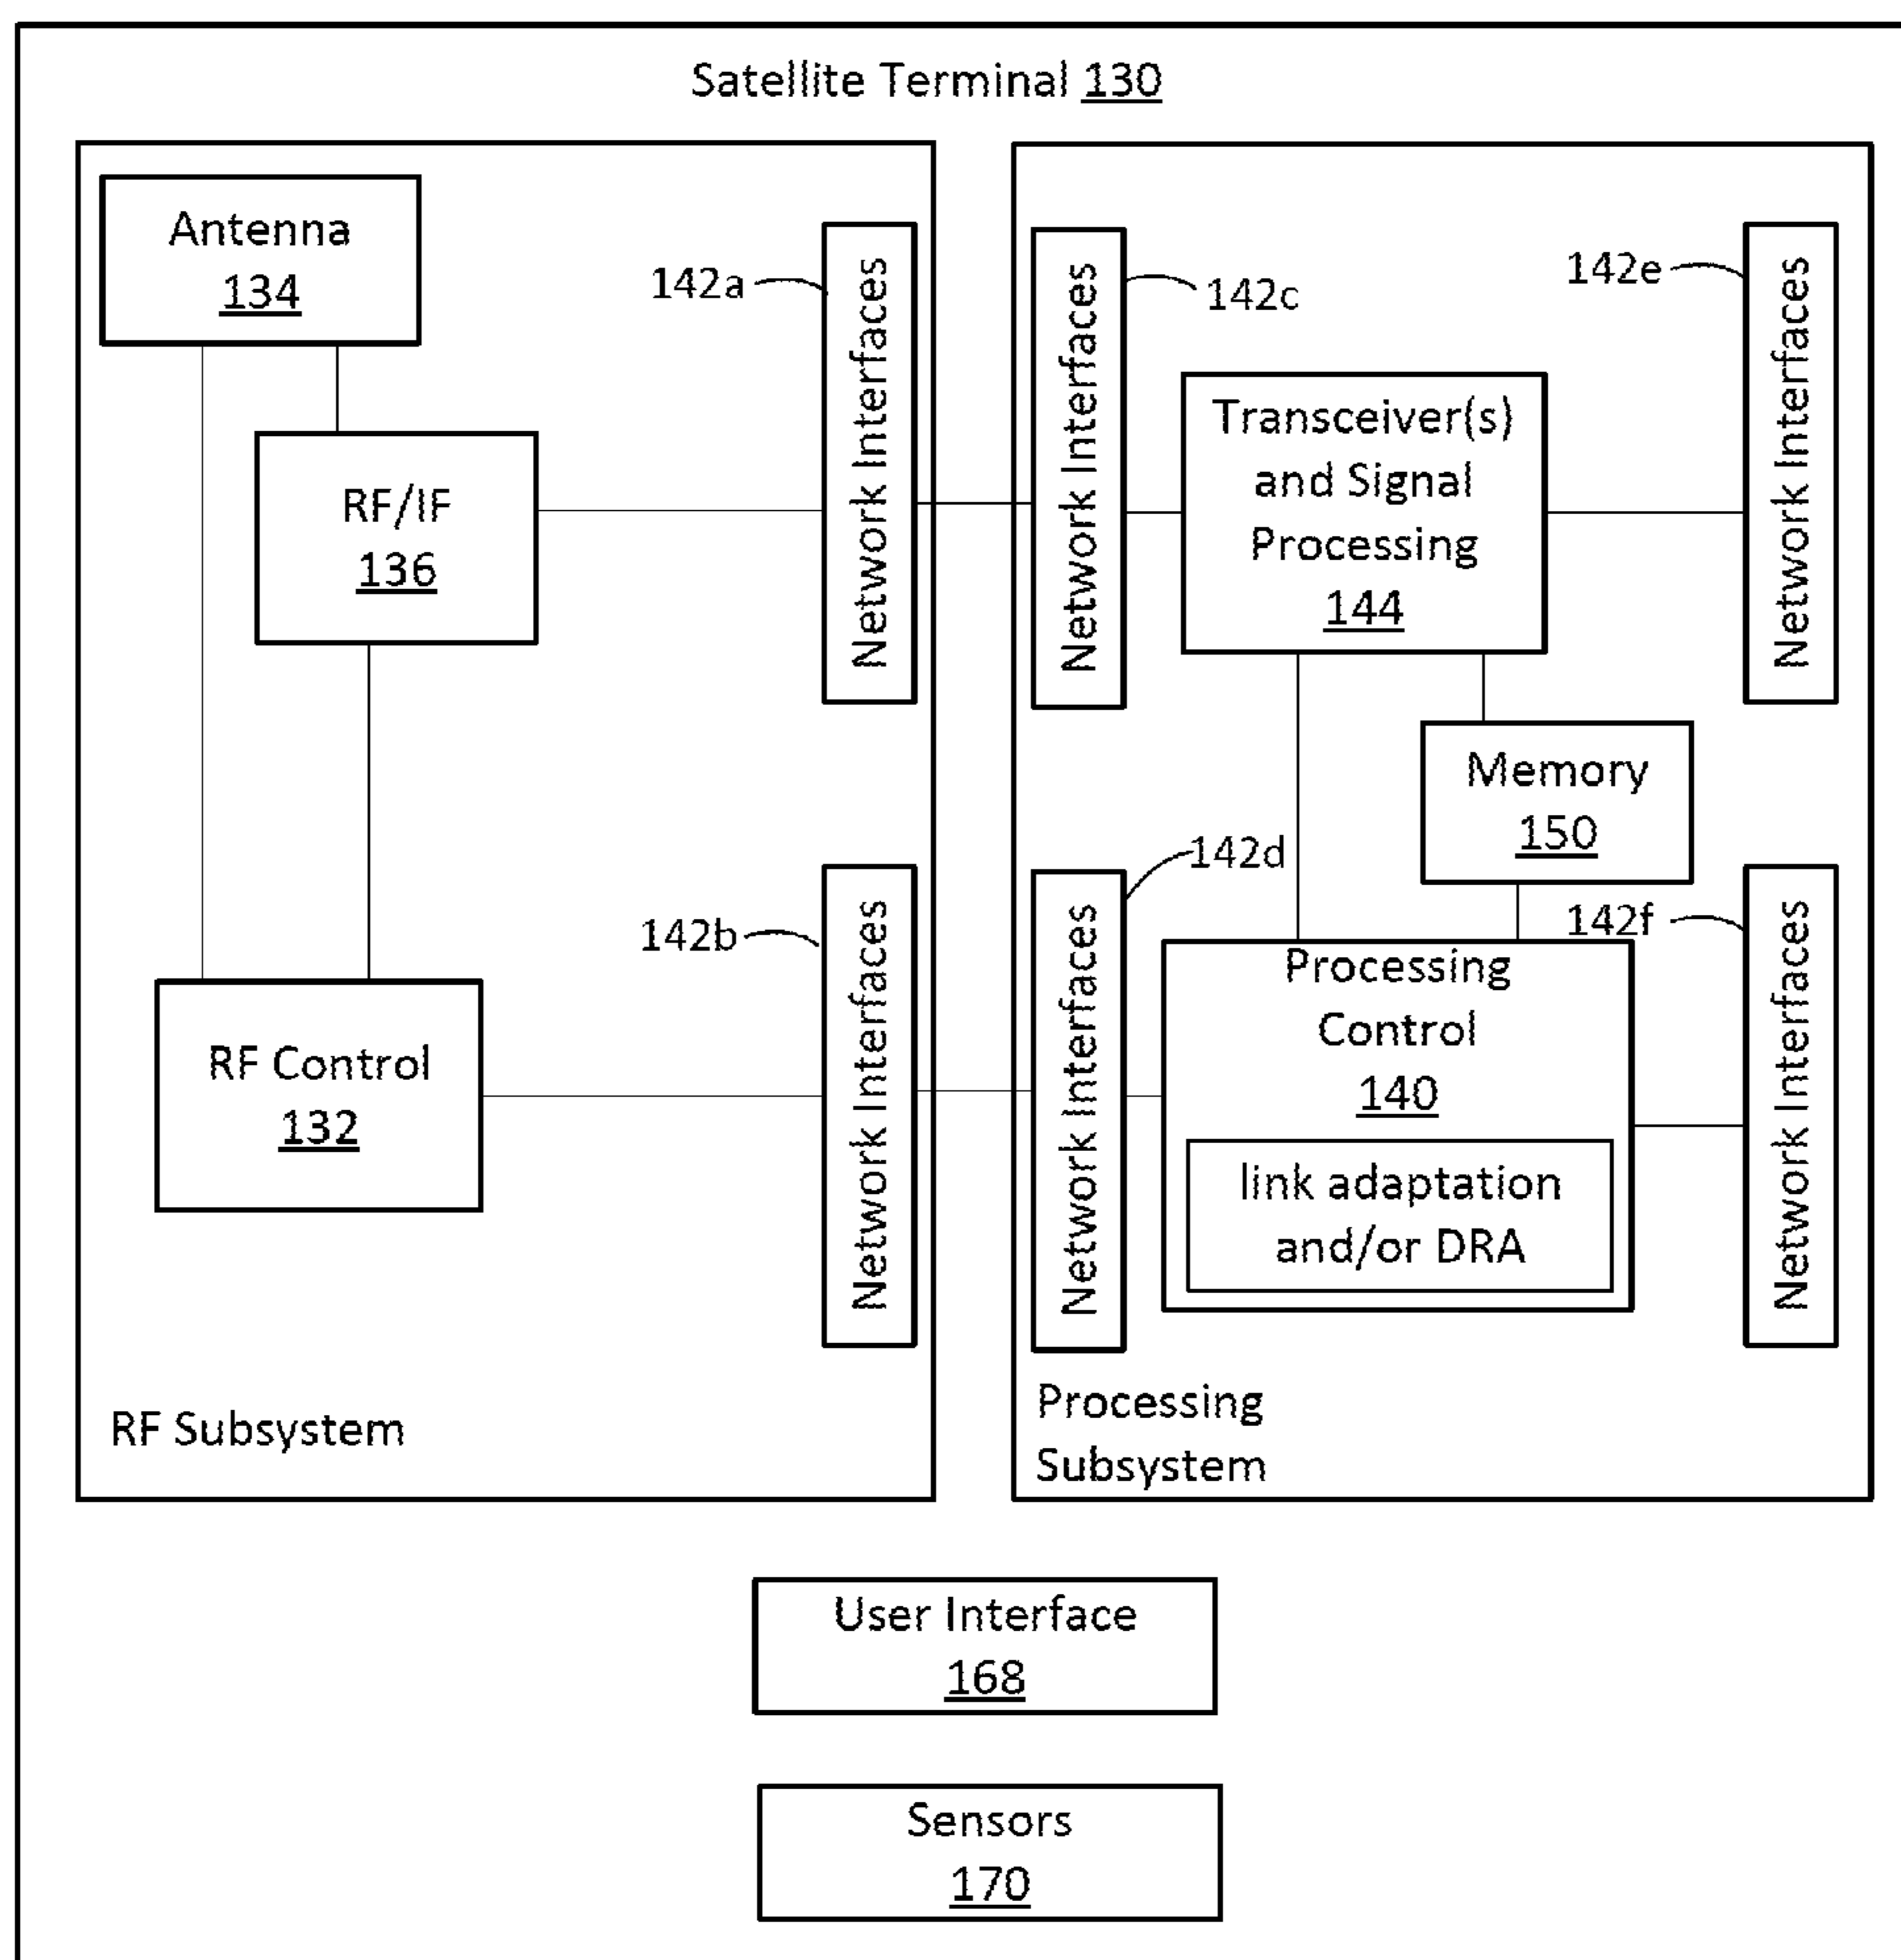 Satellite Terminal 130
Antenna
134
RF/IF
136
RF Control
132
142a
Network Interfaces
142b
Network Interfaces
RF Subsystem
Network Interfaces
142c
Transceiver(s)
and Signal
Processing
144
142e
Network Interfaces
Memory
150
142d
Network Interfaces
Processing
Control
140
link adaptation
and/or DRA
142f
Network Interfaces
Processing
Subsystem
User Interface
168
Sensors
170